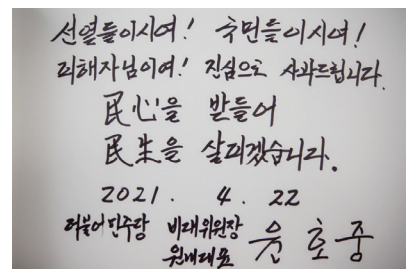 선열들이시여! 국민들이시여!
피해자님이여! 진심으로 사과드립니다.
民心을 받들어
民生을 살피겠습니다.
2021. 4. 22
더불어민주당 비대위원장
원내대표 윤호중